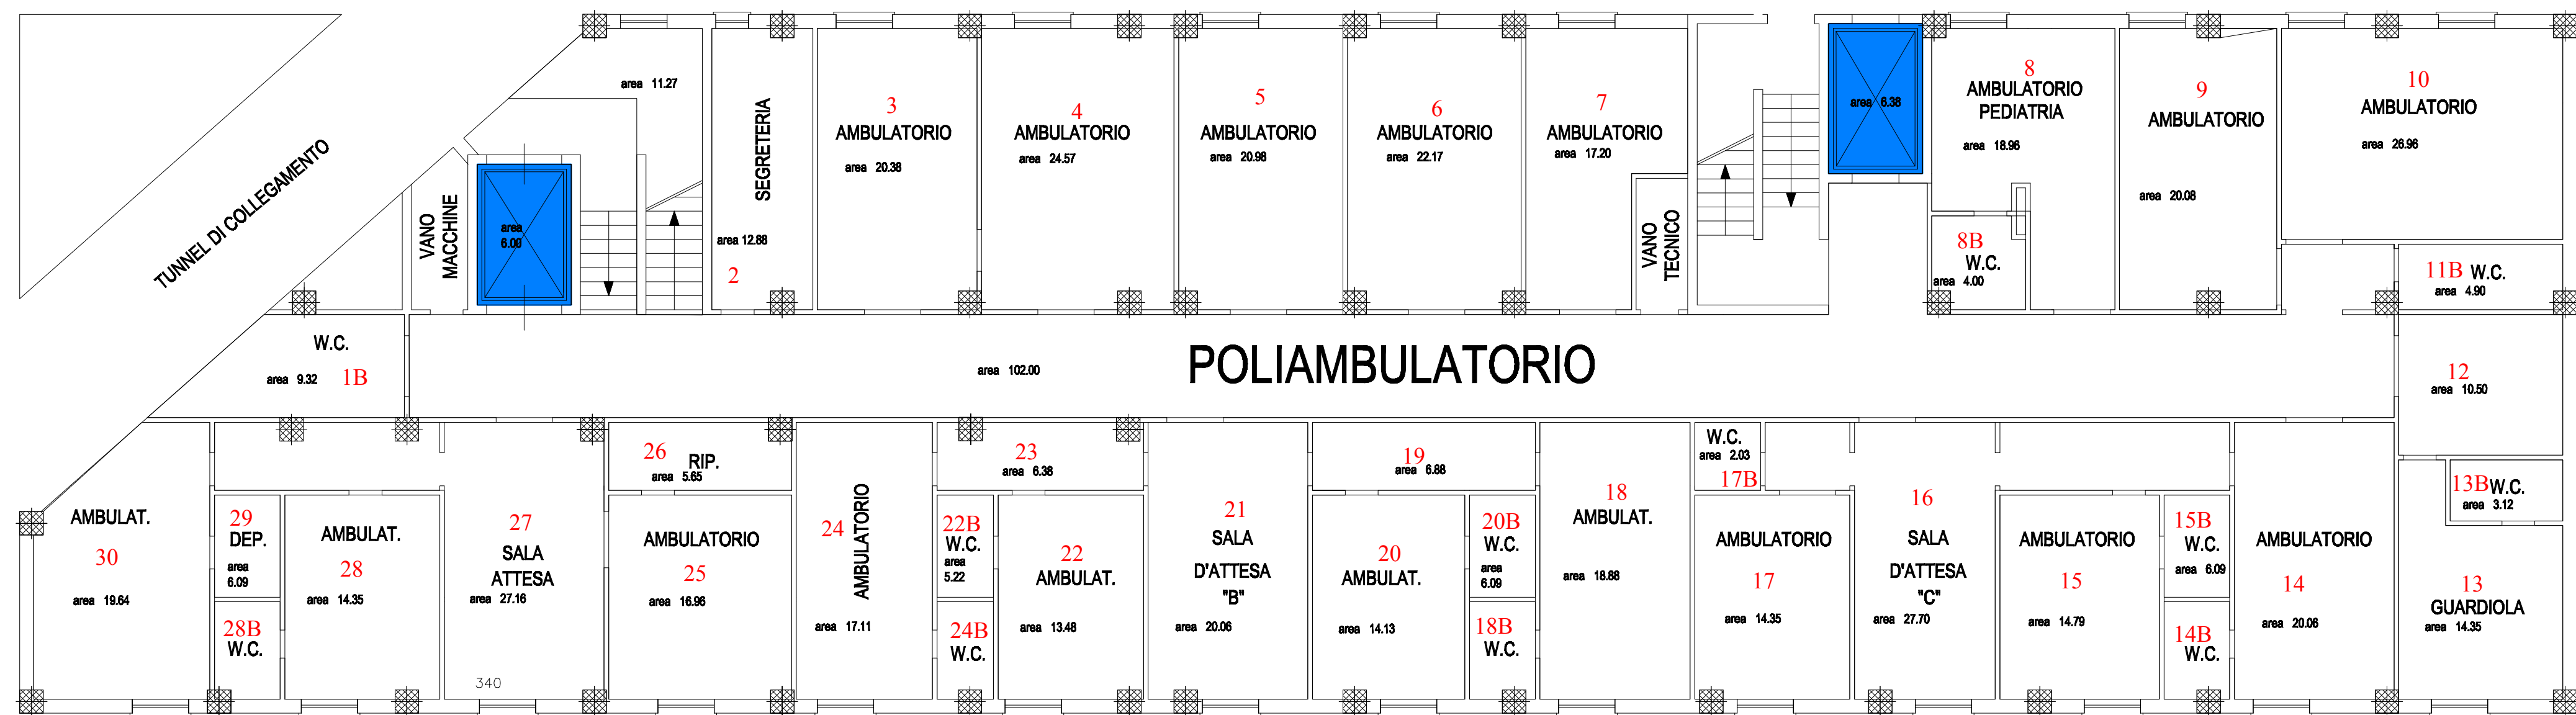 TUNNEL DI COLLEGAMENTO
area 11.27
VANO
MACCHINE
area
6.00
SEGRETERIA
area 12.88
2
3
AMBULATORIO
area 20.38
4
AMBULATORIO
area 24.57
5
AMBULATORIO
area 20.98
6
AMBULATORIO
area 22.17
7
AMBULATORIO
area 17.20
VANO
TECNICO
area 6.38
8
AMBULATORIO
PEDIATRIA
area 18.96
8B
W.C.
area 4.00
9
AMBULATORIO
area 20.08
10
AMBULATORIO
area 26.96
11B W.C.
area 4.90
W.C.
area 9.32 1B
area 102.00
POLIAMBULATORIO
12
area 10.50
AMBULAT.
30
area 19.64
29
DEP.
area
6.09
28B
W.C.
AMBULAT.
28
area 14.35
27
SALA
ATTESA
area 27.16
340
26
RIP.
area 5.65
AMBULATORIO
25
area 16.96
24
AMBULATORIO
area 17.11
23
area 6.38
22B
W.C.
area
5.22
24B
W.C.
22
AMBULAT.
area 13.48
21
SALA
D'ATTESA
"B"
area 20.06
19
area 6.88
20
AMBULAT.
area 14.13
20B
W.C.
area
6.09
18B
W.C.
18
AMBULAT.
area 18.88
W.C.
area 2.03
17B
AMBULATORIO
17
area 14.35
16
SALA
D'ATTESA
"C"
area 27.70
AMBULATORIO
15
area 14.79
15B
W.C.
area 6.09
14B
W.C.
AMBULATORIO
14
area 20.06
13B W.C.
area 3.12
13
GUARDIOLA
area 14.35